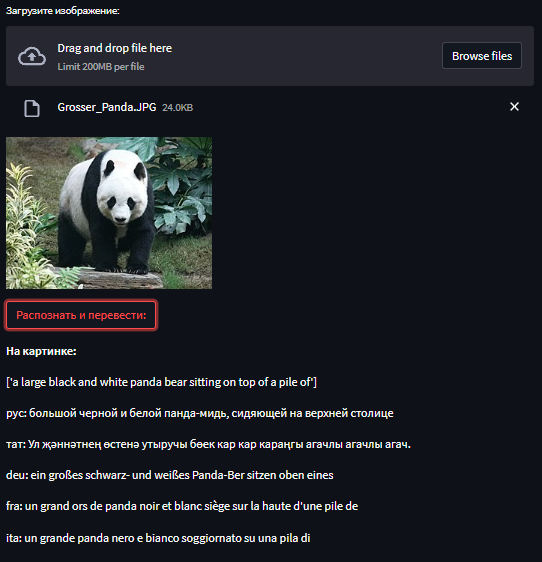 Загрузите изображение:
Drag and drop file here
Limit 200MB per file
Browse files
Grosser_Panda.JPG 24.0KB
Распознать и перевести:
На картинке:
['a large black and white panda bear sitting on top of a pile of']
рус: большой черной и белой панда-мидь, сидяющей на верхней столице
тат: Ул җәннәтнең өстенә утыручы бөек кар кар караңгы агачлы агачлы агач.
deu: ein großes schwarz- und weißes Panda-Ber sitzen oben eines
fra: un grand ors de panda noir et blanc siège sur la haute d'une pile de
ita: un grande panda nero e bianco soggiornato su una pila di